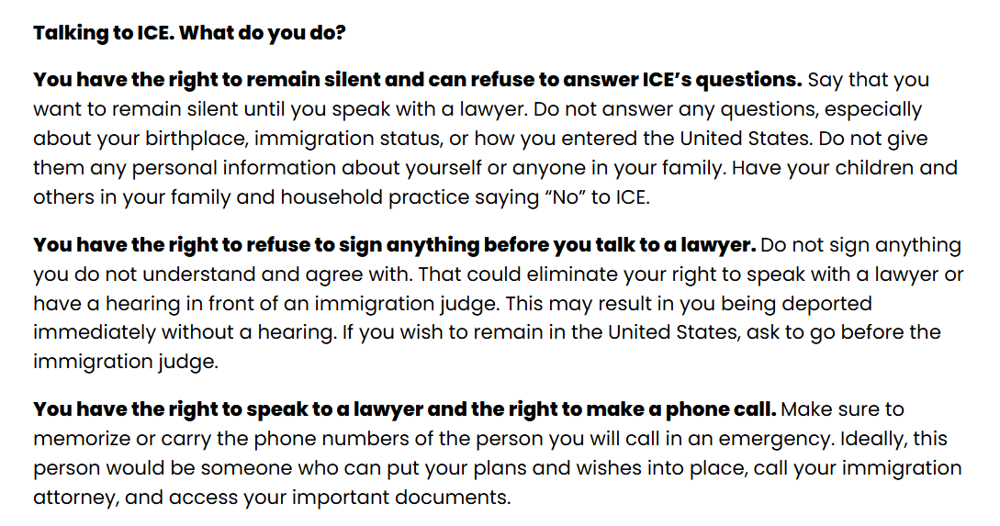 Talking to ICE. What do you do?
You have the right to remain silent and can refuse to answer ICE’s questions. Say that you
want to remain silent until you speak with a lawyer. Do not answer any questions, especially
about your birthplace, immigration status, or how you entered the United States. Do not give
them any personal information about yourself or anyone in your family. Have your children and
others in your family and household practice saying “No” to ICE.
You have the right to refuse to sign anything before you talk to a lawyer. Do not sign anything
you do not understand and agree with. That could eliminate your right to speak with a lawyer or
have a hearing in front of an immigration judge. This may result in you being deported
immediately without a hearing. If you wish to remain in the United States, ask to go before the
immigration judge.
You have the right to speak to a lawyer and the right to make a phone call. Make sure to
memorize or carry the phone numbers of the person you will call in an emergency. Ideally, this
person would be someone who can put your plans and wishes into place, call your immigration
attorney, and access your important documents.